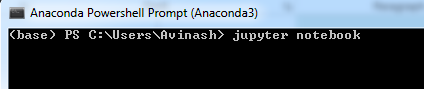 Anaconda Powershell Prompt (Anaconda3)
(base) PS C:\Users\Avinash> jupyter notebook